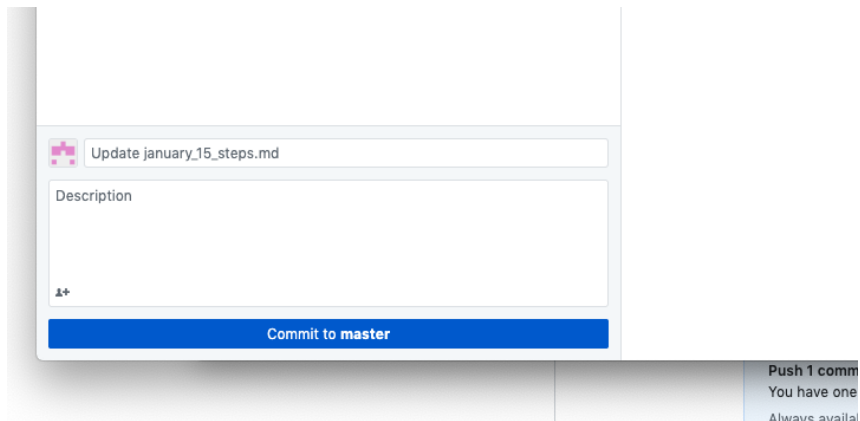 Update january_15_steps.md
Description
Commit to master
Push 1 comm
You have one
Always availal